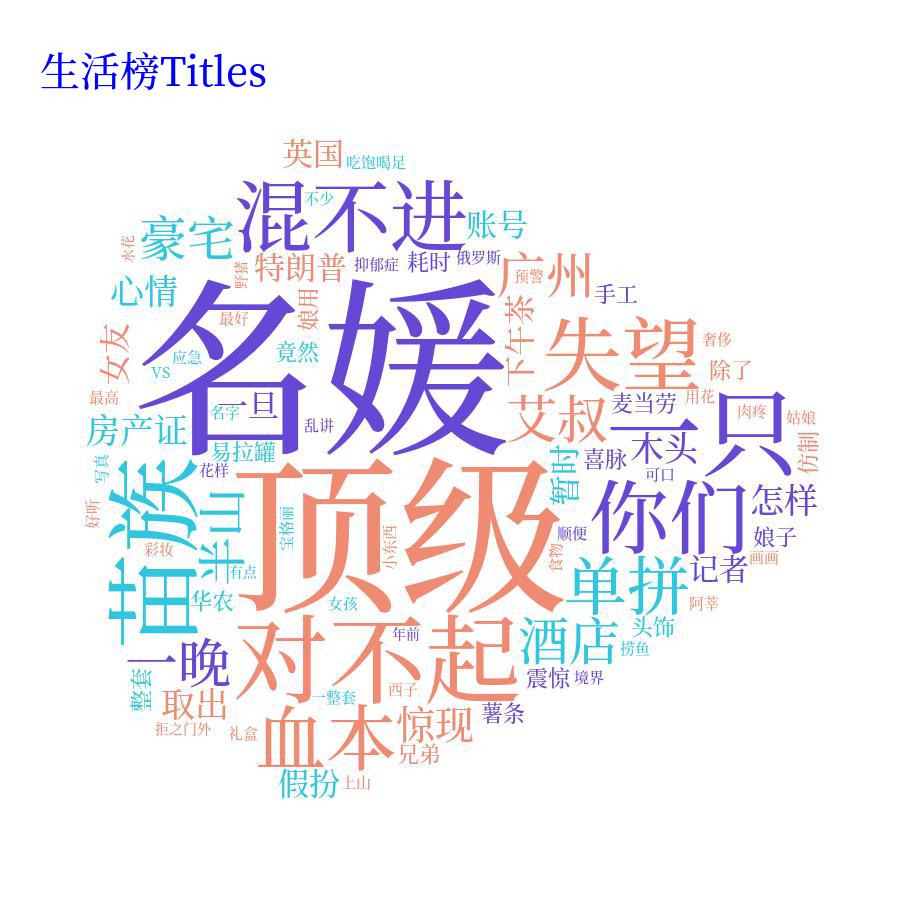 生活榜Titles
英国
吃饱喝足
混不进
不少
账号
豪宅
水花
野猪
特朗普
抑郁症
耗时
俄罗斯
广州
预警
手工
心情
名媛
娘用
最好
竟然
下午茶
失望
奢侈
除了
女友
vs
应急
最高
名字
一旦
乱讲
艾叔
麦当劳
用花
一只
肉疼
姑娘
仿制
房产证
易拉罐
花样
木头
喜脉
可口
暂时
写真
苗族
半山
顶级
你们
怎样
娘子
好听
彩妆
宝格丽
小东西
顺便
食物
画画
记者
有点
华农
女孩
单拼
阿莘
头饰
对不起
年前
酒店
捞鱼
一晚
整套
一整套
西子
震惊
境界
取出
拒之门外
礼盒
血本
惊现
薯条
兄弟
假扮
上山